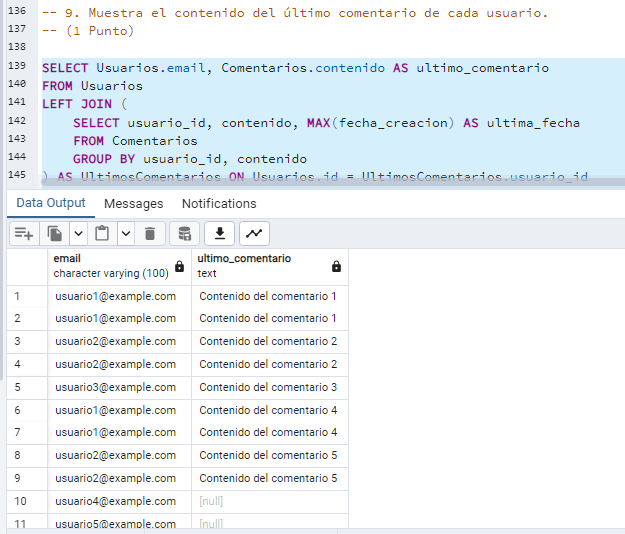 136 -- 9. Muestra el contenido del último comentario de cada usuario.
137 -- (1 Punto)
138
139 SELECT Usuarios.email, Comentarios.contenido AS ultimo_comentario
140 FROM Usuarios
141 LEFT JOIN (
142 SELECT usuario_id, contenido, MAX(fecha_creacion) AS ultima_fecha
143 FROM Comentarios
144 GROUP BY usuario_id, contenido
145 ) AS UltimosComentarios ON Usuarios.id = UltimosComentarios.usuario_id
Data Output Messages Notifications
email ultimo_comentario
character varying (100) text
1 usuario1@example.com Contenido del comentario 1
2 usuario1@example.com Contenido del comentario 1
3 usuario2@example.com Contenido del comentario 2
4 usuario2@example.com Contenido del comentario 2
5 usuario3@example.com Contenido del comentario 3
6 usuario1@example.com Contenido del comentario 4
7 usuario1@example.com Contenido del comentario 4
8 usuario2@example.com Contenido del comentario 5
9 usuario2@example.com Contenido del comentario 5
10 usuario4@example.com [null]
11 usuario5@example.com [null]